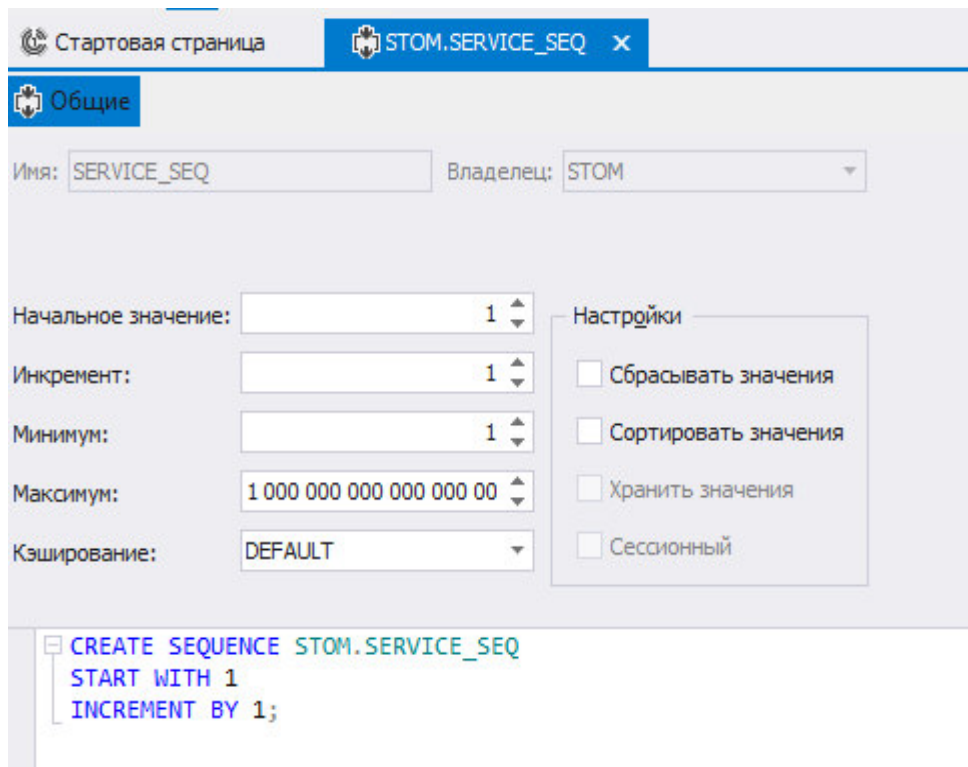 Стартовая страница STOM.SERVICE_SEQ
Общие
Имя: SERVICE_SEQ Владелец: STOM
Начальное значение: 1 Настройки
Инкремент: 1 Сбрасывать значения
Минимум: 1 Сортировать значения
Максимум: 1 000 000 000 000 000 00 Хранить значения
Кэширование: DEFAULT Сессионный
CREATE SEQUENCE STOM.SERVICE_SEQ
START WITH 1
INCREMENT BY 1;